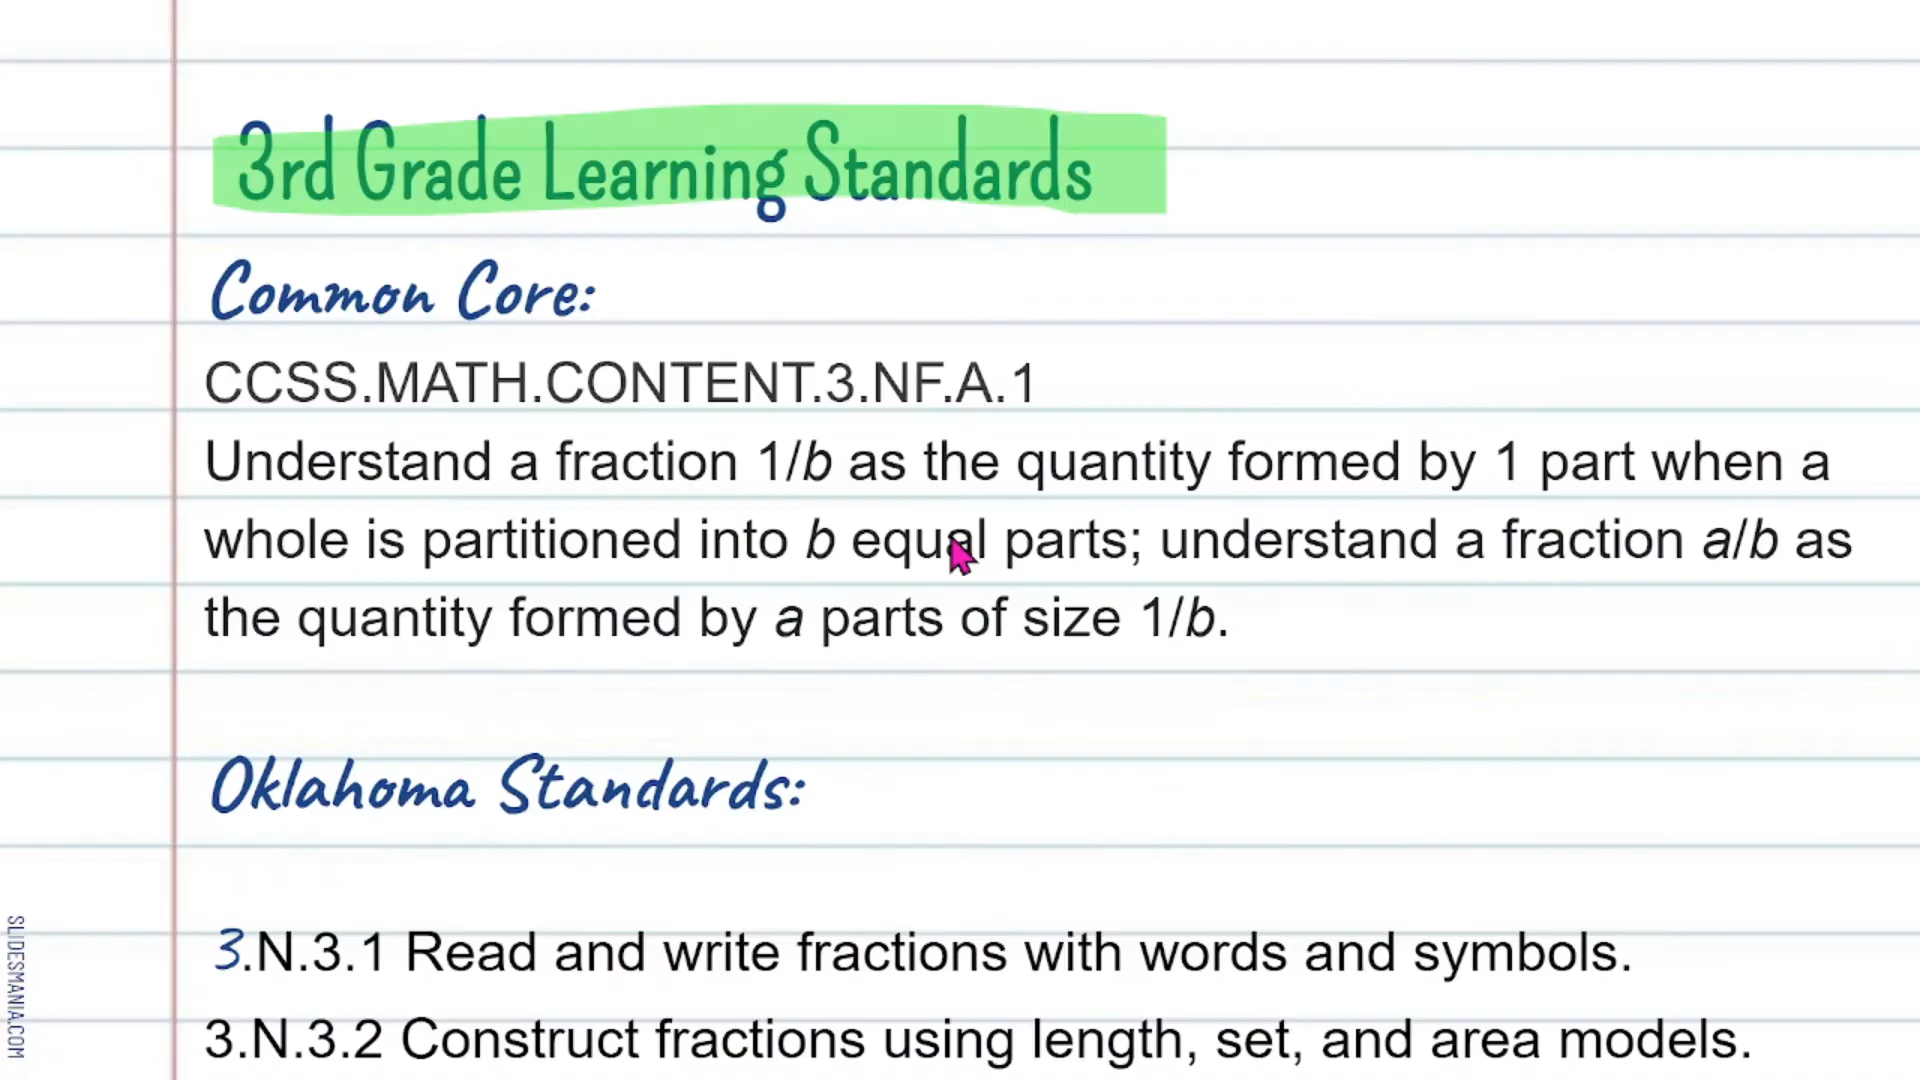 3rd Grade Learning Standards
Common Core:
CCSS.MATH.CONTENT.3.NF.A.1
Understand a fraction 1/b as the quantity formed by 1 part when a
whole is partitioned into b equal parts; understand a fraction a/b as
the quantity formed by a parts of size 1/b.
Oklahoma Standards:
3.N.3.1 Read and write fractions with words and symbols.
3.N.3.2 Construct fractions using length, set, and area models.
SLIDESMANIA.COM